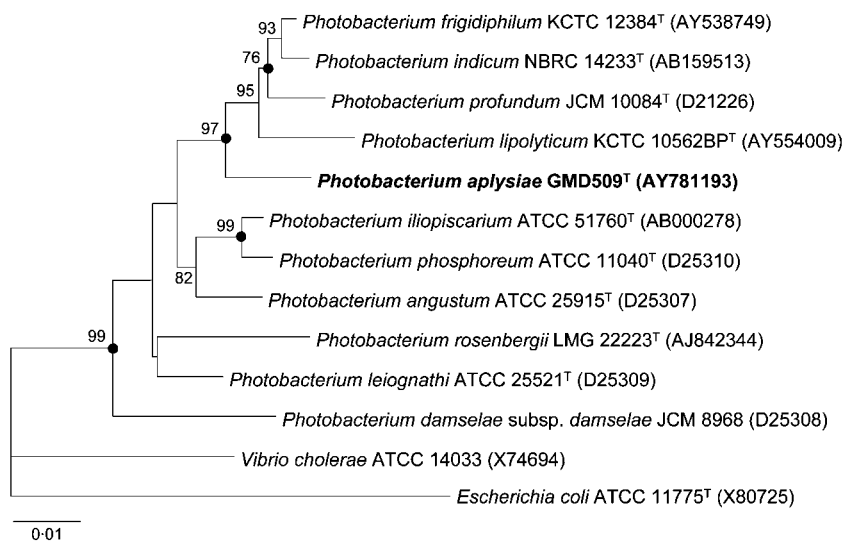 93
Photobacterium frigidiphilum KCTC 12384ᵀ (AY538749)
76
Photobacterium indicum NBRC 14233ᵀ (AB159513)
95
Photobacterium profundum JCM 10084ᵀ (D21226)
97
Photobacterium lipolyticum KCTC 10562BPᵀ (AY554009)
Photobacterium aplysiae GMD509ᵀ (AY781193)
99
Photobacterium iliopiscarium ATCC 51760ᵀ (AB000278)
Photobacterium phosphoreum ATCC 11040ᵀ (D25310)
82
Photobacterium angustum ATCC 25915ᵀ (D25307)
99
Photobacterium rosenbergii LMG 22223ᵀ (AJ842344)
Photobacterium leiognathi ATCC 25521ᵀ (D25309)
Photobacterium damselae subsp. damselae JCM 8968 (D25308)
Vibrio cholerae ATCC 14033 (X74694)
Escherichia coli ATCC 11775ᵀ (X80725)
0·01